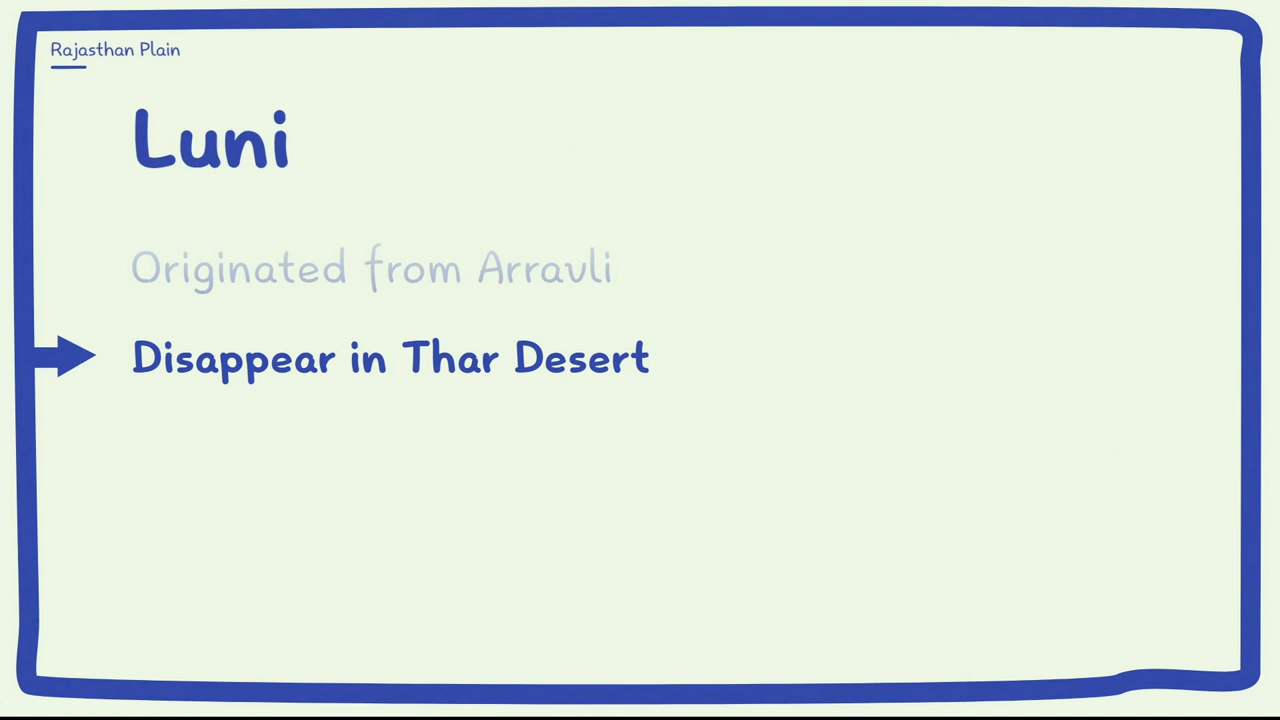 Rajasthan Plain
Luni
Originated from Arravli
Disappear in Thar Desert